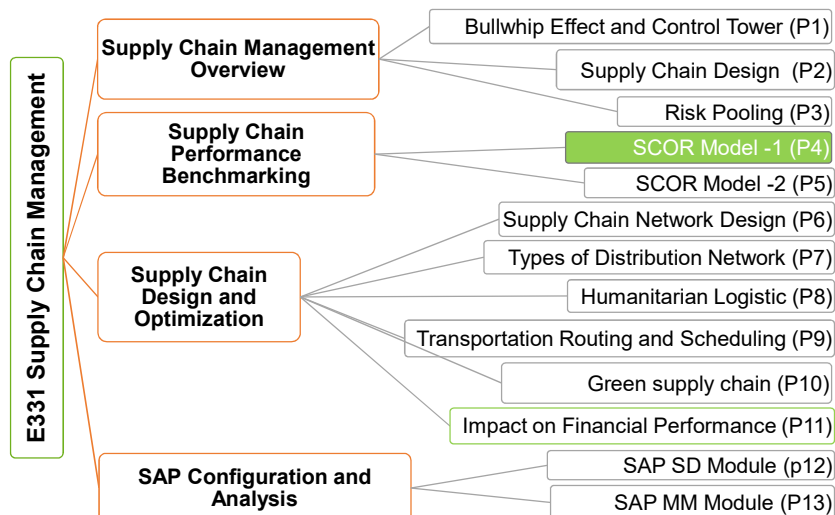 E331 Supply Chain Management
Supply Chain Management
Overview
Bullwhip Effect and Control Tower (P1)
Supply Chain Design (P2)
Risk Pooling (P3)
Supply Chain
Performance
Benchmarking
SCOR Model -1 (P4)
SCOR Model -2 (P5)
Supply Chain
Design and
Optimization
Supply Chain Network Design (P6)
Types of Distribution Network (P7)
Humanitarian Logistic (P8)
Transportation Routing and Scheduling (P9)
Green supply chain (P10)
Impact on Financial Performance (P11)
SAP Configuration and
Analysis
SAP SD Module (p12)
SAP MM Module (P13)